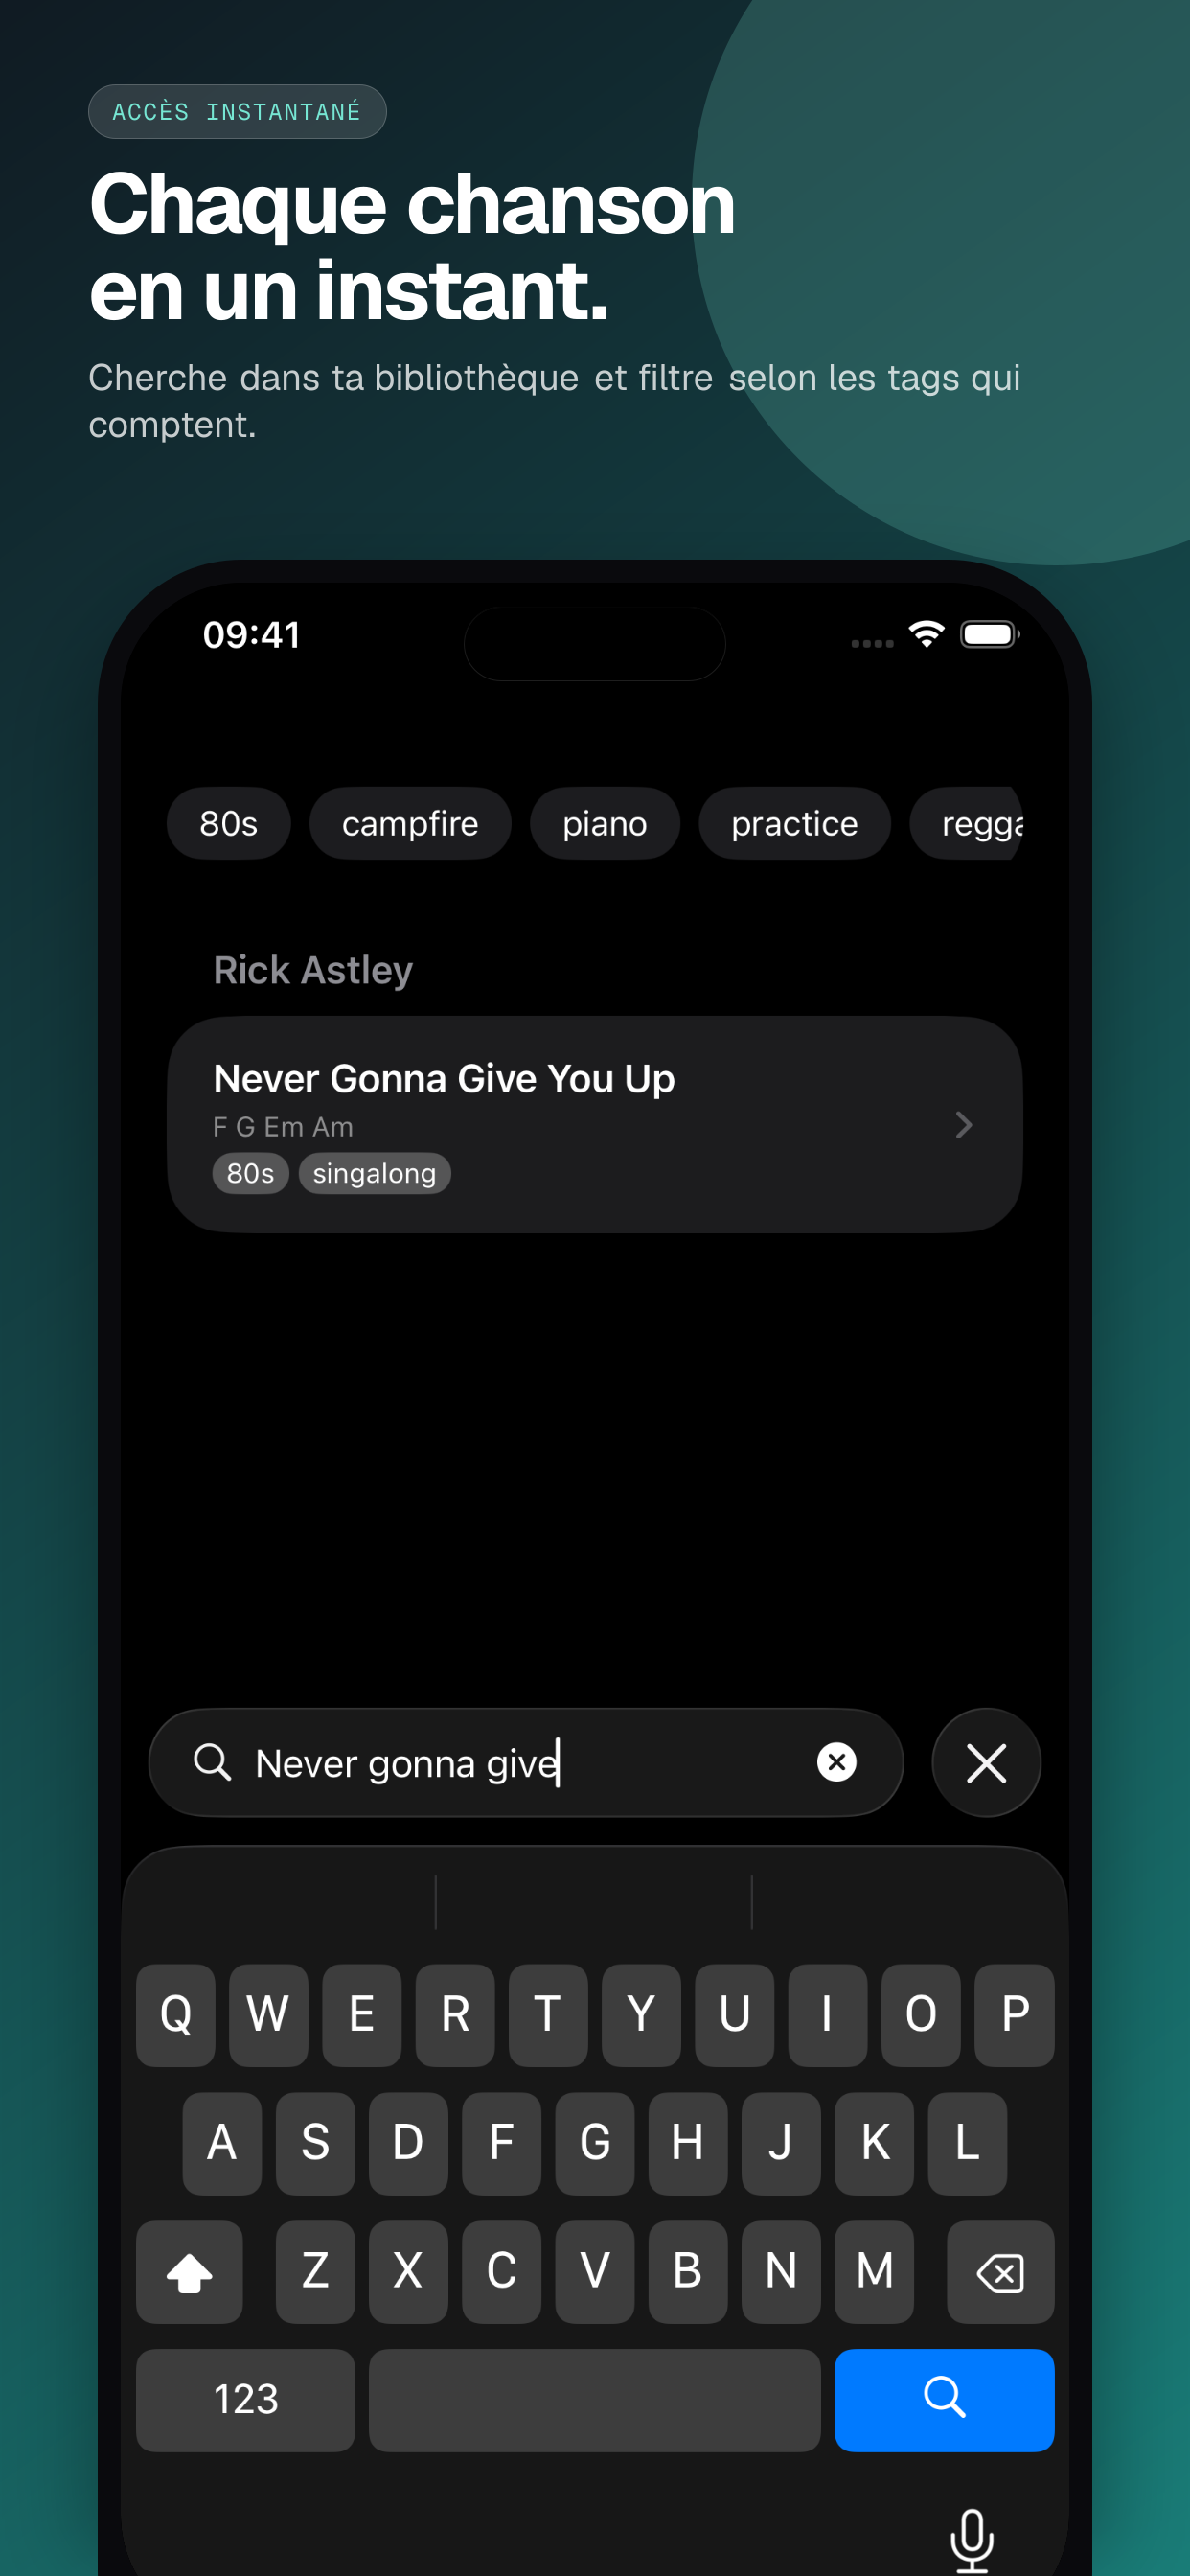 ACCÈS INSTANTANÉ
Chaque chanson
en un instant.
Cherche dans ta bibliothèque et filtre selon les tags qui
comptent.
09:41
80s campfire piano practice regga
Rick Astley
Never Gonna Give You Up
F G Em Am
80s singalong
Never gonna give
Q W E R T Y U I O P
A S D F G H J K L
Z X C V B N M
123